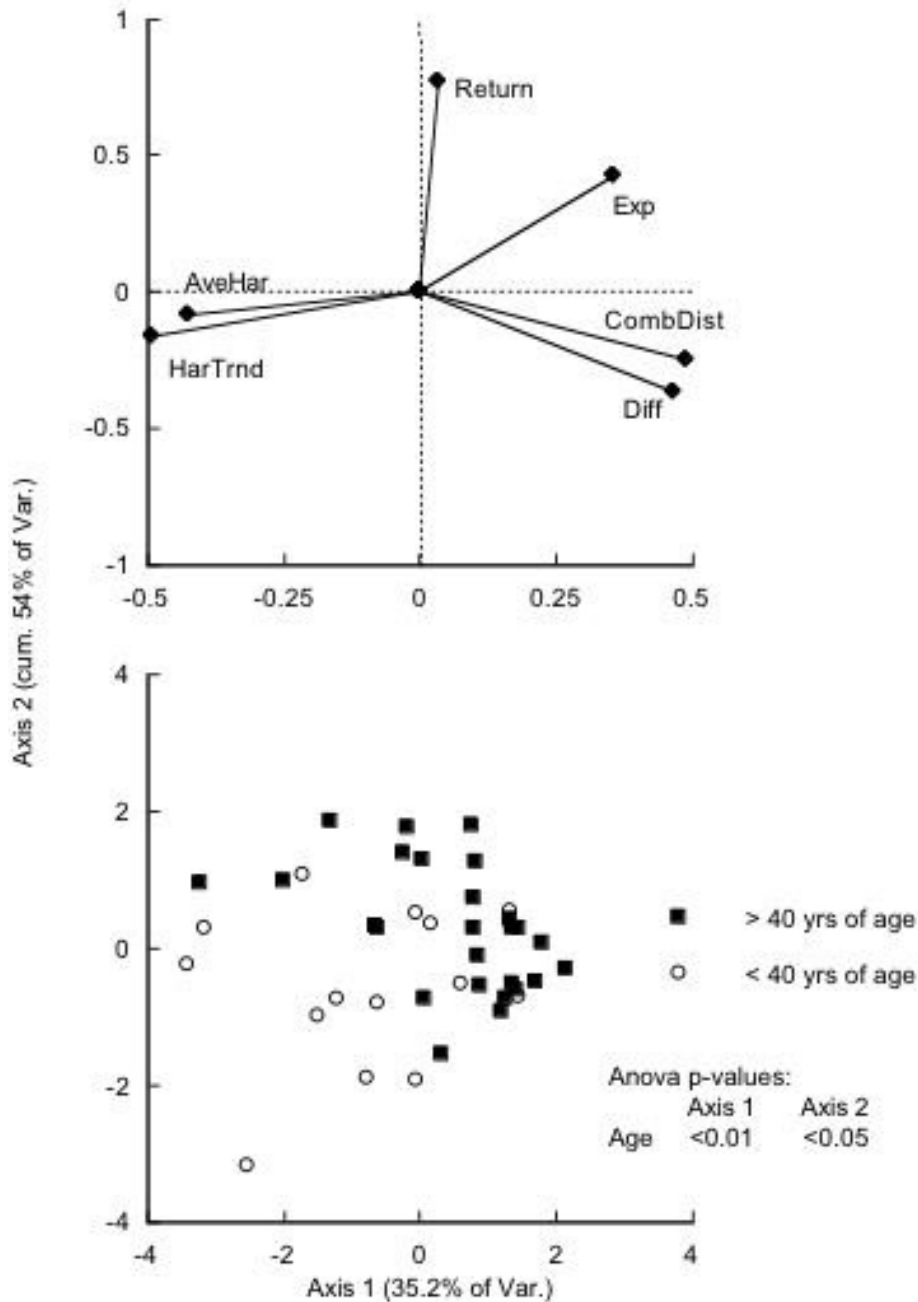 1
Return
0.5
Exp
AveHar
0
CombDist
HarTrnd
Diff
-0.5
-1
-0.5 -0.25 0 0.25 0.5
Axis 2 (cum. 54% of Var.)
4
2
> 40 yrs of age
0
< 40 yrs of age
-2
Anova p-values:
Axis 1 Axis 2
Age <0.01 <0.05
-4
-4 -2 0 2 4
Axis 1 (35.2% of Var.)